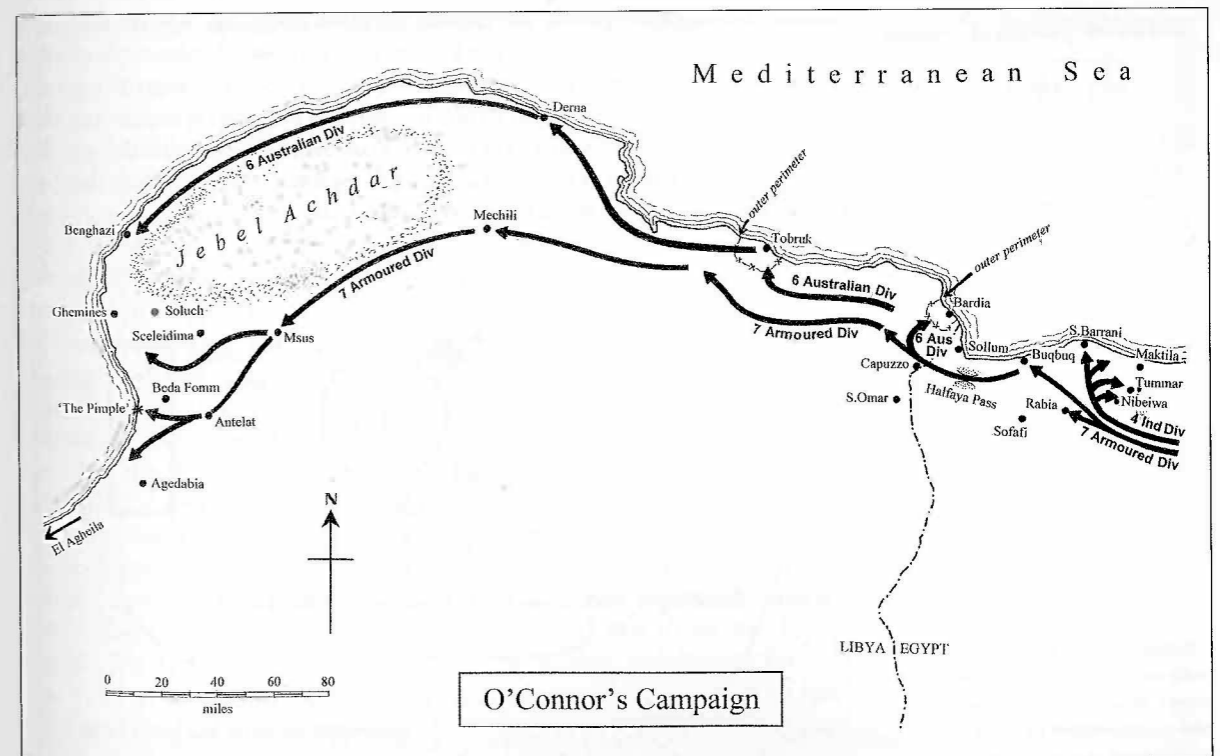 Mediterranean Sea
Derna
6 Australian Div
outer perimeter
Jebel Achdar
Benghazi
Mechili
Tobruk
outer perimeter
7 Armoured Div
6 Australian Div
Bardia
Ghemines
Soluch
7 Armoured Div
6 Aus
Div
S.Barrani
Sceleidima
Msus
Sollum
Buqbuq
Maktila
Capuzzo
Beda Fomm
Halfaya Pass
Tummar
'The Pimple'
S.Omar
Rabia
Nibeiwa
Antelat
Sofafi
4 Ind Div
7 Armoured Div
Agedabia
N
El Agheila
LIBYA EGYPT
0 20 40 60 80
miles
O'Connor's Campaign